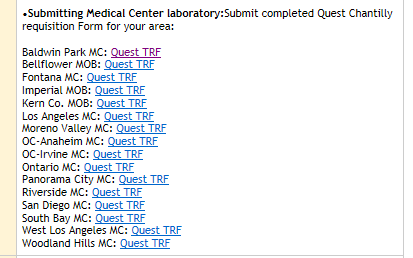 •Submitting Medical Center laboratory:Submit completed Quest Chantilly
requisition Form for your area:
Baldwin Park MC: Quest TRF
Bellflower MOB: Quest TRF
Fontana MC: Quest TRF
Imperial MOB: Quest TRF
Kern Co. MOB: Quest TRF
Los Angeles MC: Quest TRF
Moreno Valley MC: Quest TRF
OC-Anaheim MC: Quest TRF
OC-Irvine MC: Quest TRF
Ontario MC: Quest TRF
Panorama City MC: Quest TRF
Riverside MC: Quest TRF
San Diego MC: Quest TRF
South Bay MC: Quest TRF
West Los Angeles MC: Quest TRF
Woodland Hills MC: Quest TRF